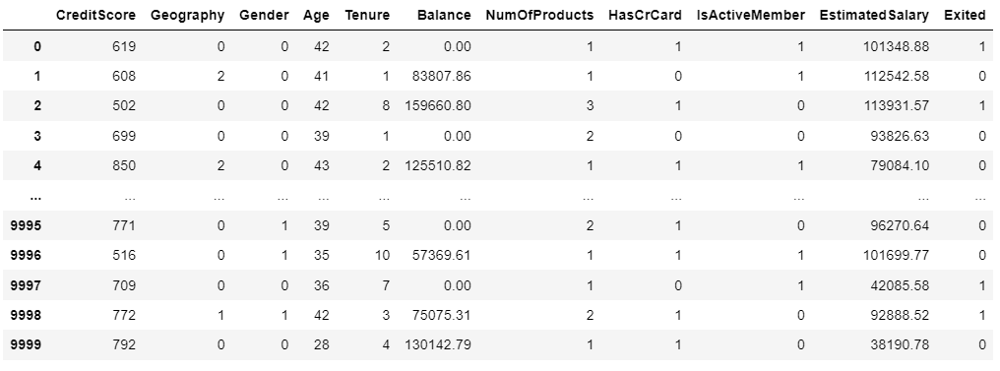 CreditScore Geography Gender Age Tenure Balance NumOfProducts HasCrCard IsActiveMember EstimatedSalary Exited
0 619 0 0 42 2 0.00 1 1 1 101348.88 1
1 608 2 0 41 1 83807.86 1 0 1 112542.58 0
2 502 0 0 42 8 159660.80 3 1 0 113931.57 1
3 699 0 0 39 1 0.00 2 0 0 93826.63 0
4 850 2 0 43 2 125510.82 1 1 1 79084.10 0
... ... ... ... ... ... ... ... ... ... ... ...
9995 771 0 1 39 5 0.00 2 1 0 96270.64 0
9996 516 0 1 35 10 57369.61 1 1 1 101699.77 0
9997 709 0 0 36 7 0.00 1 0 1 42085.58 1
9998 772 1 1 42 3 75075.31 2 1 0 92888.52 1
9999 792 0 0 28 4 130142.79 1 1 0 38190.78 0